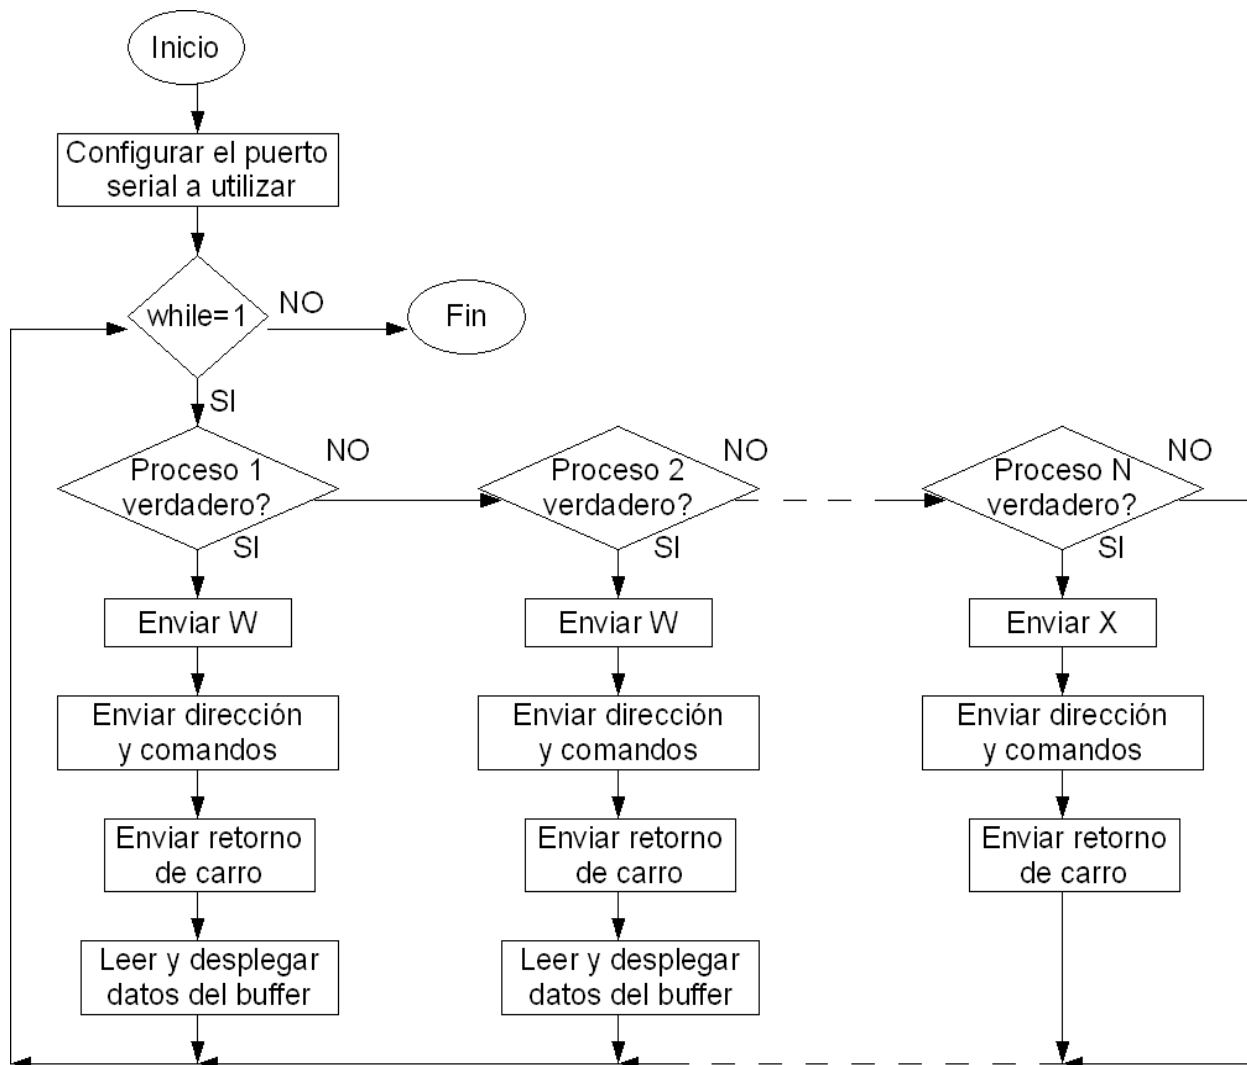 Inicio
Configurar el puerto
serial a utilizar
while=1
NO
Fin
SI
Proceso 1
verdadero?
NO
Proceso 2
verdadero?
NO
Proceso N
verdadero?
NO
SI
SI
SI
Enviar W
Enviar W
Enviar X
Enviar dirección
y comandos
Enviar dirección
y comandos
Enviar dirección
y comandos
Enviar retorno
de carro
Enviar retorno
de carro
Enviar retorno
de carro
Leer y desplegar
datos del buffer
Leer y desplegar
datos del buffer